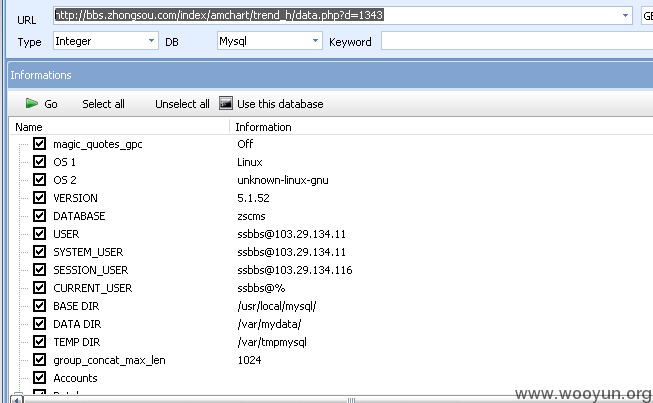 URL http://bbs.zhongsou.com/index/amchart/trend_h/data.php?d=1343 GE
Type Integer DB Mysql Keyword
Informations
Go Select all Unselect all Use this database
Name Information
magic_quotes_gpc Off
OS 1 Linux
OS 2 unknown-linux-gnu
VERSION 5.1.52
DATABASE zscms
USER ssbbs@103.29.134.11
SYSTEM_USER ssbbs@103.29.134.11
SESSION_USER ssbbs@103.29.134.116
CURRENT_USER ssbbs@%
BASE DIR /usr/local/mysql/
DATA DIR /var/mydata/
TEMP DIR /var/tmpmysql
group_concat_max_len 1024
Accounts
www.wooyun.org